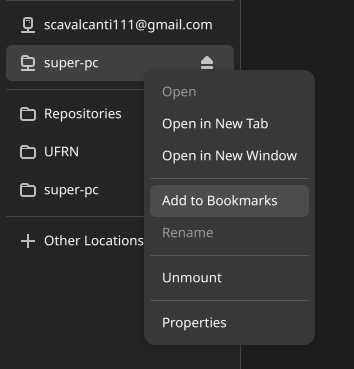 scavalcanti111@gmail.com
super-pc
Open
Repositories
Open in New Tab
UFRN
Open in New Window
super-pc
Add to Bookmarks
Rename
Other Locations
Unmount
Properties